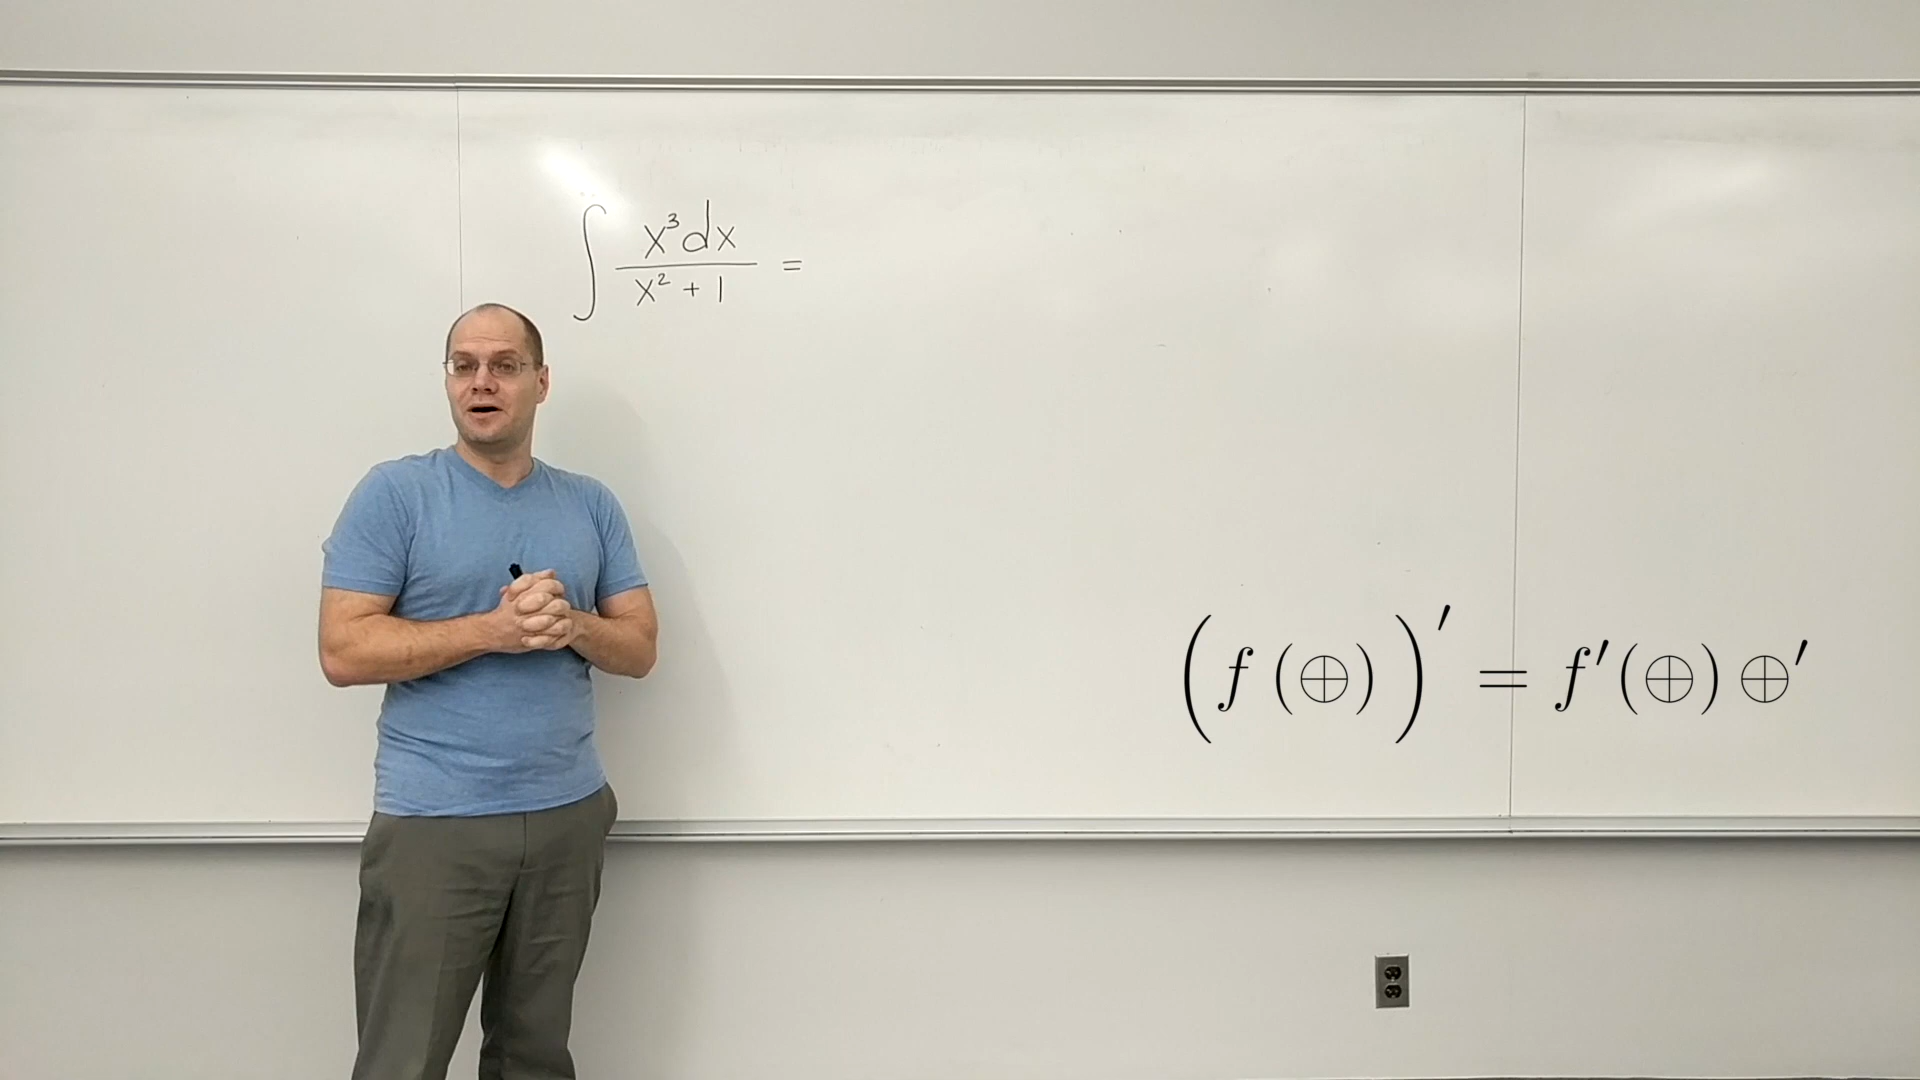 ∫ x³dx / x² + 1 =
(f(⊕))′ = f′(⊕)⊕′